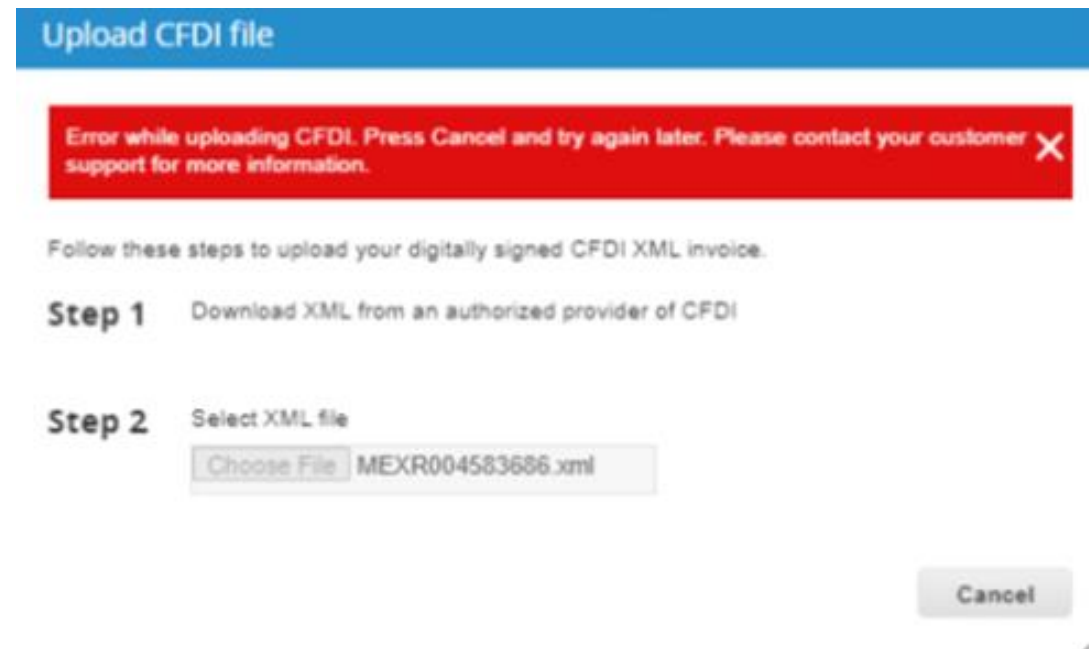 Upload CFDI file
Error while uploading CFDI. Press Cancel and try again later. Please contact your customer
support for more information.
Follow these steps to upload your digitally signed CFDI XML invoice.
Step 1 Download XML from an authorized provider of CFDI
Step 2 Select XML file
Choose File MEXR004583686.xml
Cancel